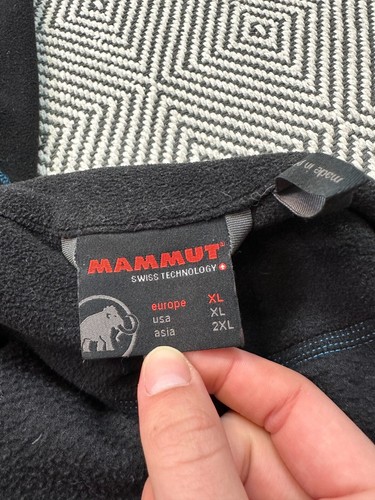 made in
MAMMUT
SWISS TECHNOLOGY
europe XL
usa XL
asia 2XL